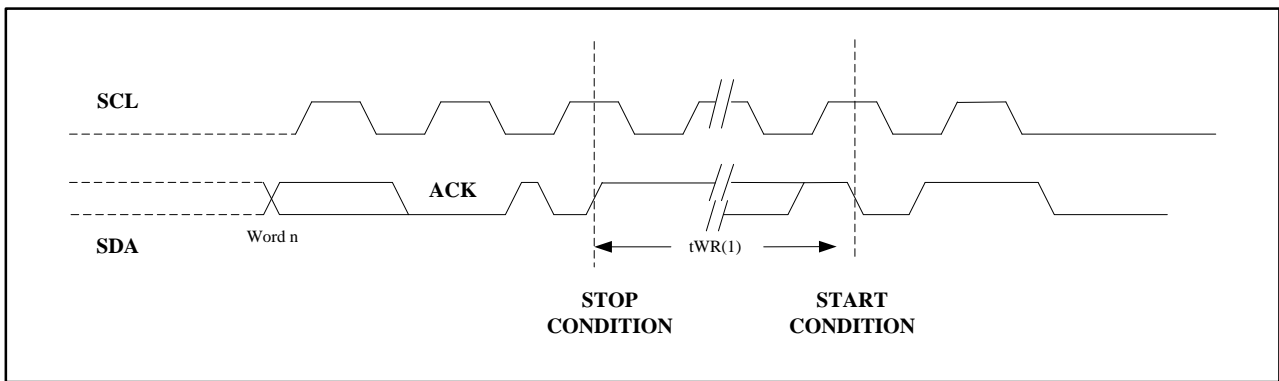 SCL
ACK
Word n
SDA
tWR(1)
STOP
CONDITION
START
CONDITION